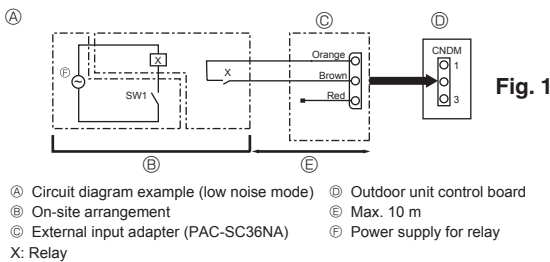 Ⓐ
Ⓒ
Ⓓ
Orange
CNDM
Ⓕ
X
X
Brown
1
Fig. 1
SW1
Red
3
Ⓑ
Ⓔ
Ⓐ Circuit diagram example (low noise mode)
Ⓑ On-site arrangement
Ⓒ External input adapter (PAC-SC36NA)
X: Relay
Ⓓ Outdoor unit control board
Ⓔ Max. 10 m
Ⓕ Power supply for relay